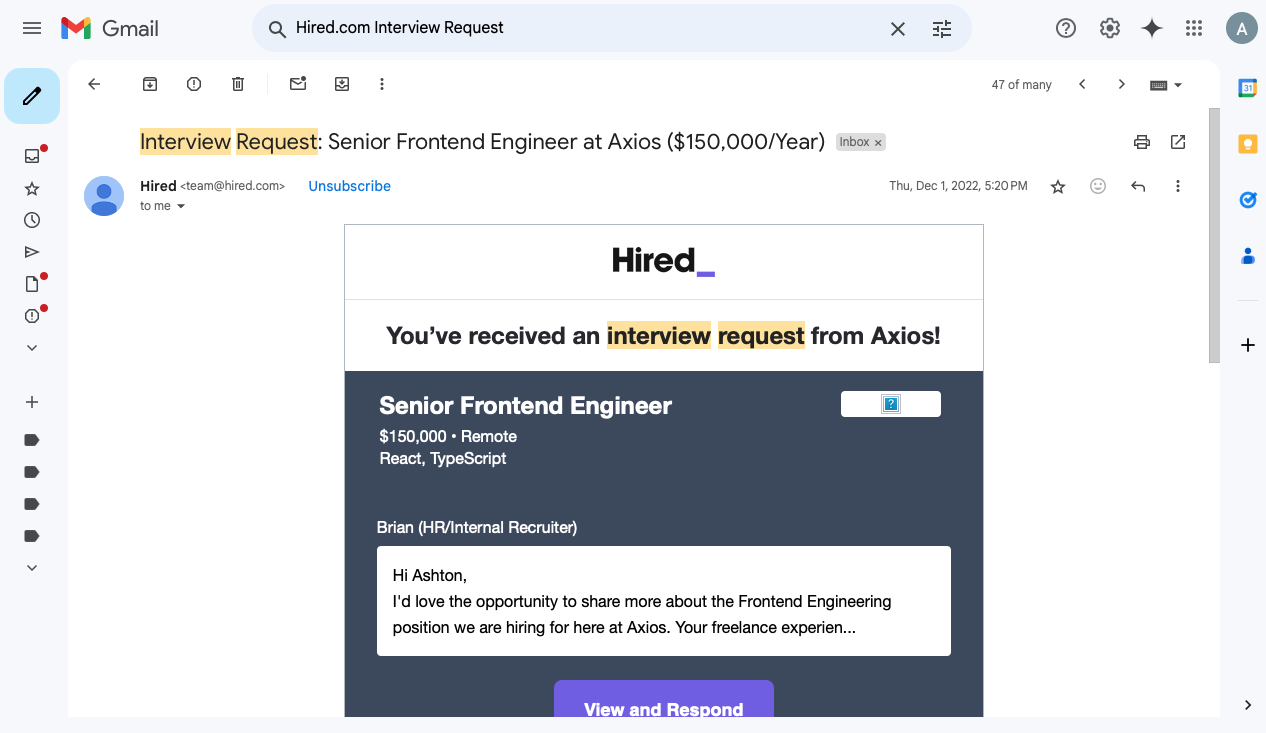 Gmail
Hired.com Interview Request
A
47 of many
31
Interview Request: Senior Frontend Engineer at Axios ($150,000/Year)
Inbox ×
Hired <team@hired.com> Unsubscribe
Thu, Dec 1, 2022, 5:20 PM
to me
Hired_
You’ve received an interview request from Axios!
Senior Frontend Engineer
?
$150,000 • Remote
React, TypeScript
Brian (HR/Internal Recruiter)
Hi Ashton,
I'd love the opportunity to share more about the Frontend Engineering
position we are hiring for here at Axios. Your freelance experien...
View and Respond